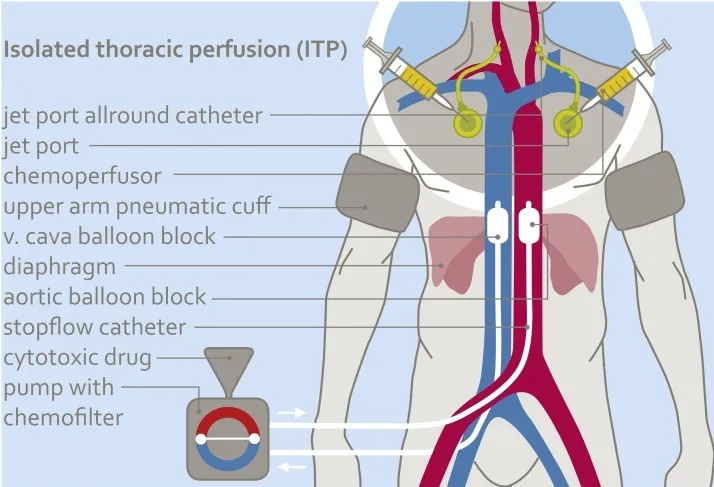 Isolated thoracic perfusion (ITP)
jet port allround catheter
jet port
chemoperfusor
upper arm pneumatic cuff
v. cava balloon block
diaphragm
aortic balloon block
stopflow catheter
cytotoxic drug
pump with
chemofilter